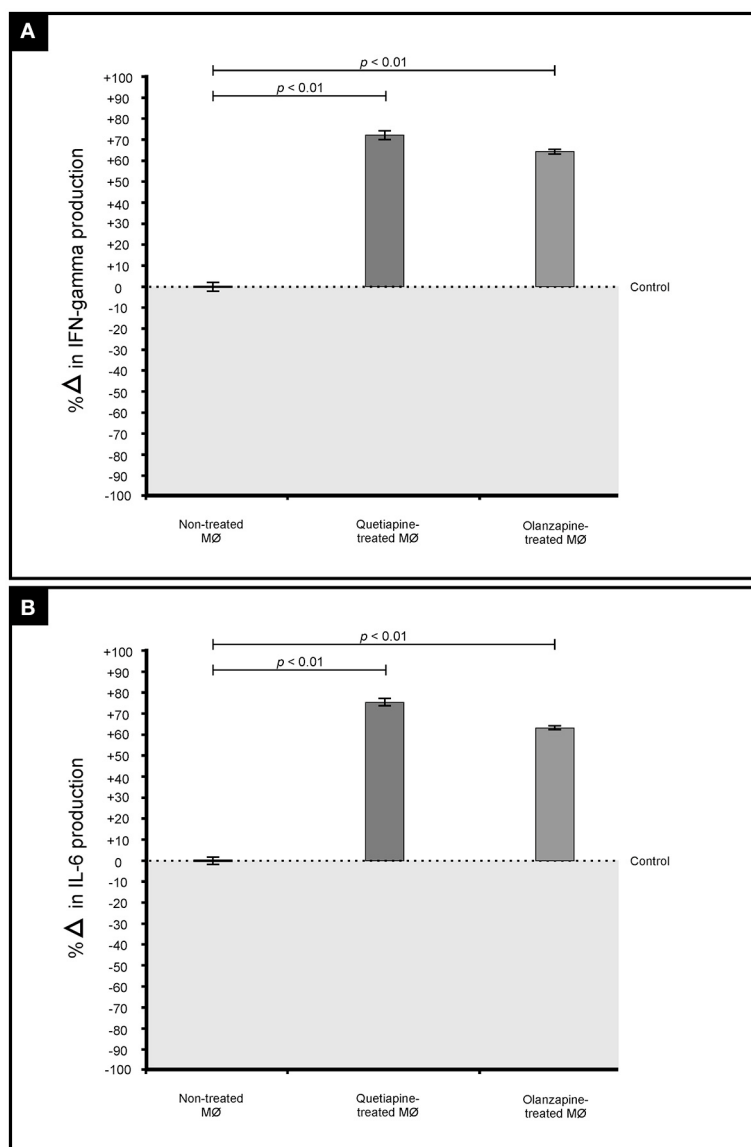 A
p < 0.01
p < 0.01
% Δ in IFN-gamma production
+100
+90
+80
+70
+60
+50
+40
+30
+20
+10
0
-10
-20
-30
-40
-50
-60
-70
-80
-90
-100
Control
Non-treated
MØ
Quetiapine-
treated MØ
Olanzapine-
treated MØ
B
p < 0.01
p < 0.01
% Δ in IL-6 production
+100
+90
+80
+70
+60
+50
+40
+30
+20
+10
0
-10
-20
-30
-40
-50
-60
-70
-80
-90
-100
Control
Non-treated
MØ
Quetiapine-
treated MØ
Olanzapine-
treated MØ